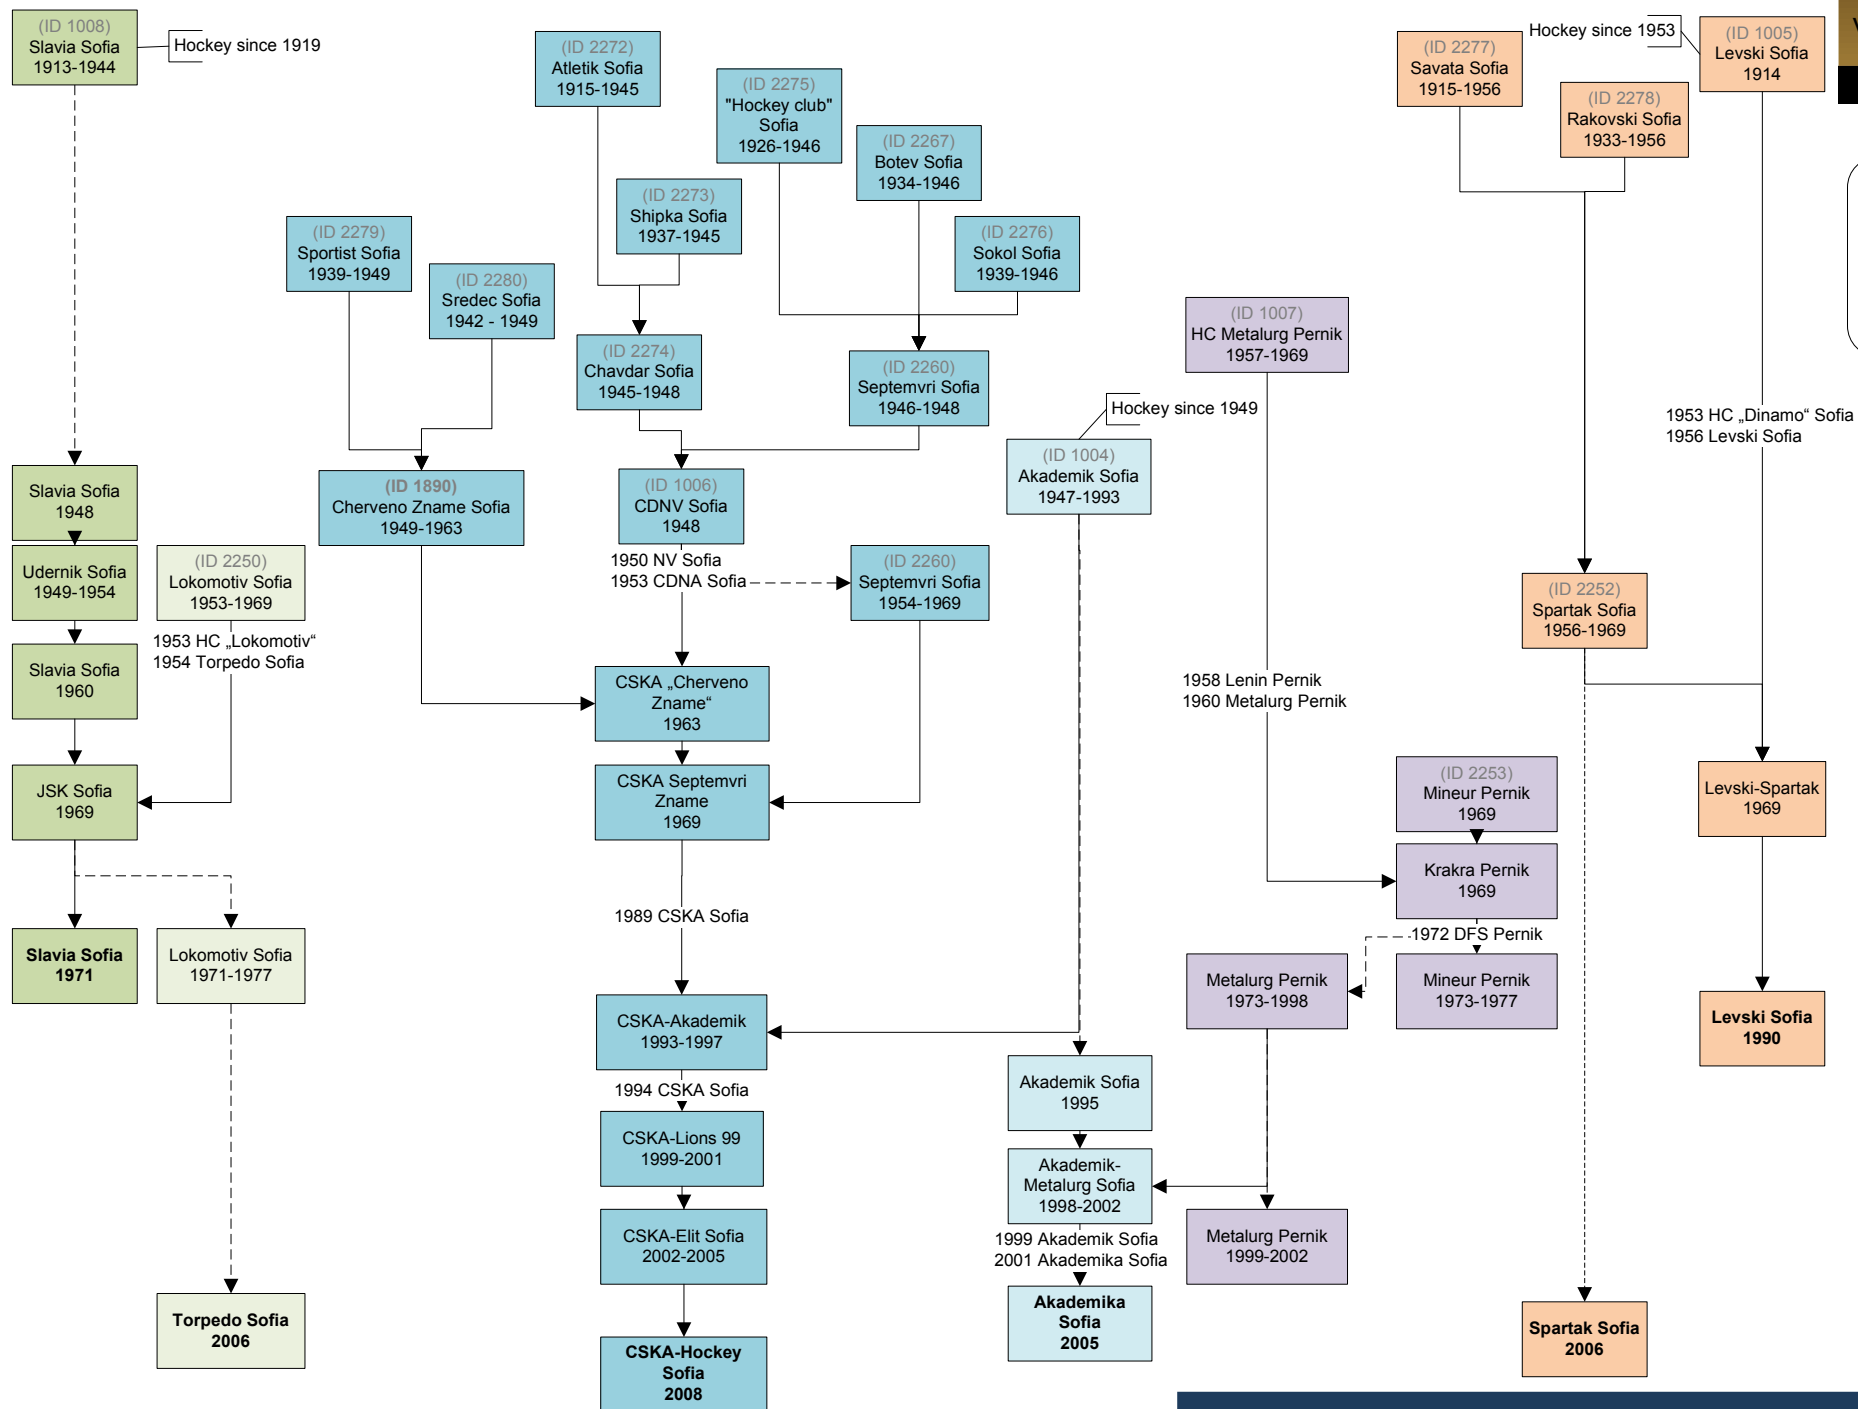 (ID 1008)
Slavia Sofia
1913-1944
Hockey since 1919
(ID 2272)
Atletik Sofia
1915-1945
(ID 2275)
"Hockey club"
Sofia
1926-1946
(ID 2267)
Botev Sofia
1934-1946
(ID 2277)
Savata Sofia
1915-1956
Hockey since 1953
(ID 1005)
Levski Sofia
1914
(ID 2278)
Rakovski Sofia
1933-1956
(ID 2273)
Shipka Sofia
1937-1945
(ID 2279)
Sportist Sofia
1939-1949
(ID 2280)
Sredec Sofia
1942 - 1949
(ID 2276)
Sokol Sofia
1939-1946
(ID 1007)
HC Metalurg Pernik
1957-1969
(ID 2274)
Chavdar Sofia
1945-1948
(ID 2260)
Septemvri Sofia
1946-1948
Hockey since 1949
1953 HC „Dinamo“ Sofia
1956 Levski Sofia
Slavia Sofia
1948
(ID 1890)
Cherveno Zname Sofia
1949-1963
(ID 1006)
CDNV Sofia
1948
(ID 1004)
Akademik Sofia
1947-1993
Udernik Sofia
1949-1954
(ID 2250)
Lokomotiv Sofia
1953-1969
1950 NV Sofia
1953 CDNA Sofia
(ID 2260)
Septemvri Sofia
1954-1969
(ID 2252)
Spartak Sofia
1956-1969
1953 HC „Lokomotiv“
1954 Torpedo Sofia
Slavia Sofia
1960
CSKA „Cherveno
Zname“
1963
1958 Lenin Pernik
1960 Metalurg Pernik
JSK Sofia
1969
CSKA Septemvri
Zname
1969
(ID 2253)
Mineur Pernik
1969
Levski-Spartak
1969
Krakra Pernik
1969
1989 CSKA Sofia
1972 DFS Pernik
Slavia Sofia
1971
Lokomotiv Sofia
1971-1977
Metalurg Pernik
1973-1998
Mineur Pernik
1973-1977
CSKA-Akademik
1993-1997
Levski Sofia
1990
1994 CSKA Sofia
Akademik Sofia
1995
CSKA-Lions 99
1999-2001
Akademik-
Metalurg Sofia
1998-2002
CSKA-Elit Sofia
2002-2005
1999 Akademik Sofia
2001 Akademika Sofia
Metalurg Pernik
1999-2002
Torpedo Sofia
2006
CSKA-Hockey
Sofia
2008
Akademika
Sofia
2005
Spartak Sofia
2006